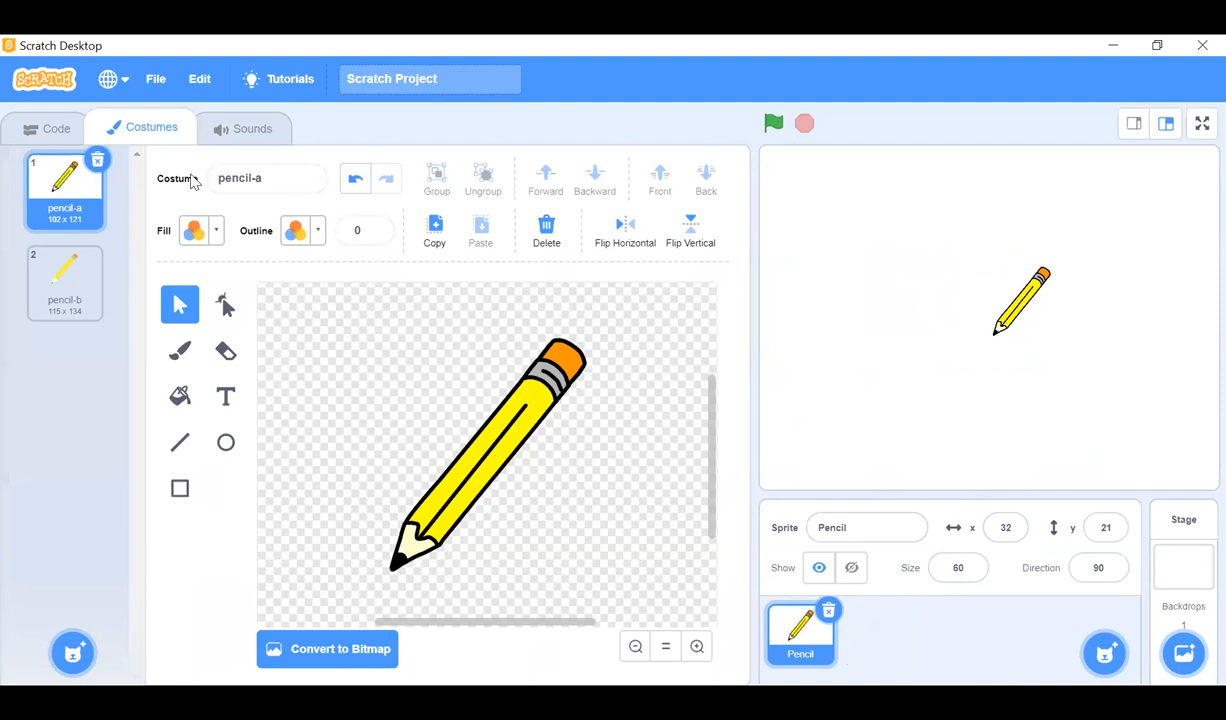 Scratch Desktop
SCRATCH File Edit Tutorials Scratch Project
Code Costumes Sounds
1
pencil-a
102 x 121
2
pencil-b
115 x 134
pencil-a
Group Ungroup Forward Backward Front Back
Fill Outline 0 Copy Paste Delete Flip Horizontal Flip Vertical
Convert to Bitmap
Sprite Pencil x 32 y 21
Show Size 60 Direction 90
Pencil
Stage
Backdrops
1